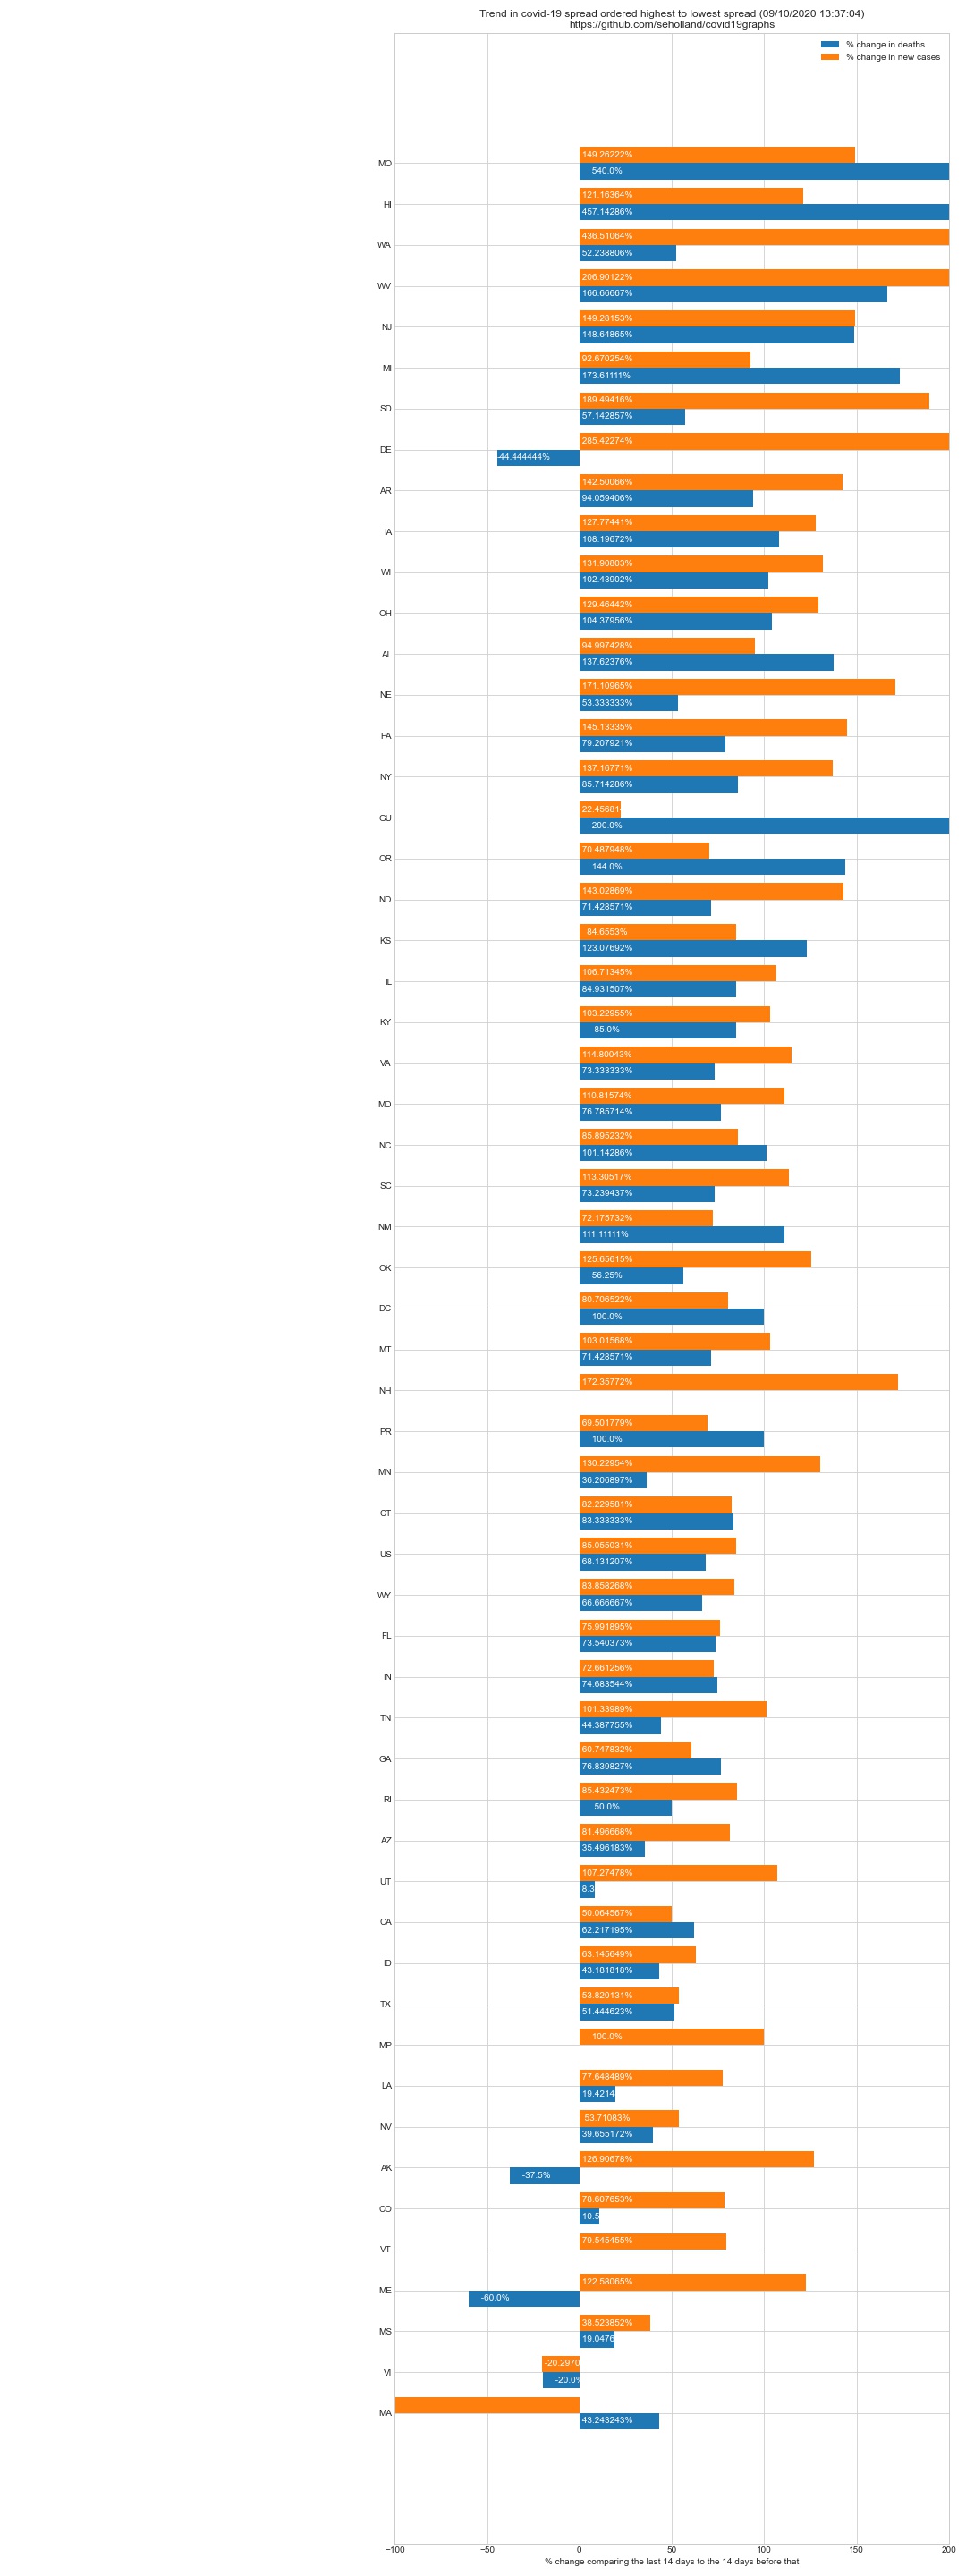 Trend in covid-19 spread ordered highest to lowest spread (09/10/2020 13:37:04)
https://github.com/seholland/covid19graphs
% change in deaths
% change in new cases
149.26222%
MO
540.0%
121.16364%
HI
457.14286%
436.51064%
WA
52.238806%
206.90122%
WV
166.66667%
149.28153%
NJ
148.64865%
92.670254%
MI
173.61111%
189.49416%
SD
57.142857%
285.42274%
DE
-44.444444%
142.50066%
AR
94.059406%
127.77441%
IA
108.19672%
131.90803%
WI
102.43902%
129.46442%
OH
104.37956%
94.997428%
AL
137.62376%
171.10965%
NE
53.333333%
145.13335%
PA
79.207921%
137.16771%
NY
85.714286%
22.45681
GU
200.0%
70.487948%
OR
144.0%
143.02869%
ND
71.428571%
84.6553%
KS
123.07692%
106.71345%
IL
84.931507%
103.22955%
KY
85.0%
114.80043%
VA
73.333333%
110.81574%
MD
76.785714%
85.895232%
NC
101.14286%
113.30517%
SC
73.239437%
72.175732%
NM
111.11111%
125.65615%
OK
56.25%
80.706522%
DC
100.0%
103.01568%
MT
71.428571%
172.35772%
NH
69.501779%
PR
100.0%
130.22954%
MN
36.206897%
82.229581%
CT
83.333333%
85.055031%
US
68.131207%
83.858268%
WY
66.666667%
75.991895%
FL
73.540373%
72.661256%
IN
74.683544%
101.33989%
TN
44.387755%
60.747832%
GA
76.839827%
85.432473%
RI
50.0%
81.496668%
AZ
35.496183%
107.27478%
UT
8.3
50.064567%
CA
62.217195%
63.145649%
ID
43.181818%
53.820131%
TX
51.444623%
100.0%
MP
77.648489%
LA
19.4214
53.71083%
NV
39.655172%
126.90678%
AK
-37.5%
78.607653%
CO
10.5
79.545455%
VT
122.58065%
ME
-60.0%
38.523852%
MS
19.0476
-20.2970
VI
-20.0%
MA
43.243243%
−100 −50 0 50 100 150 200
% change comparing the last 14 days to the 14 days before that